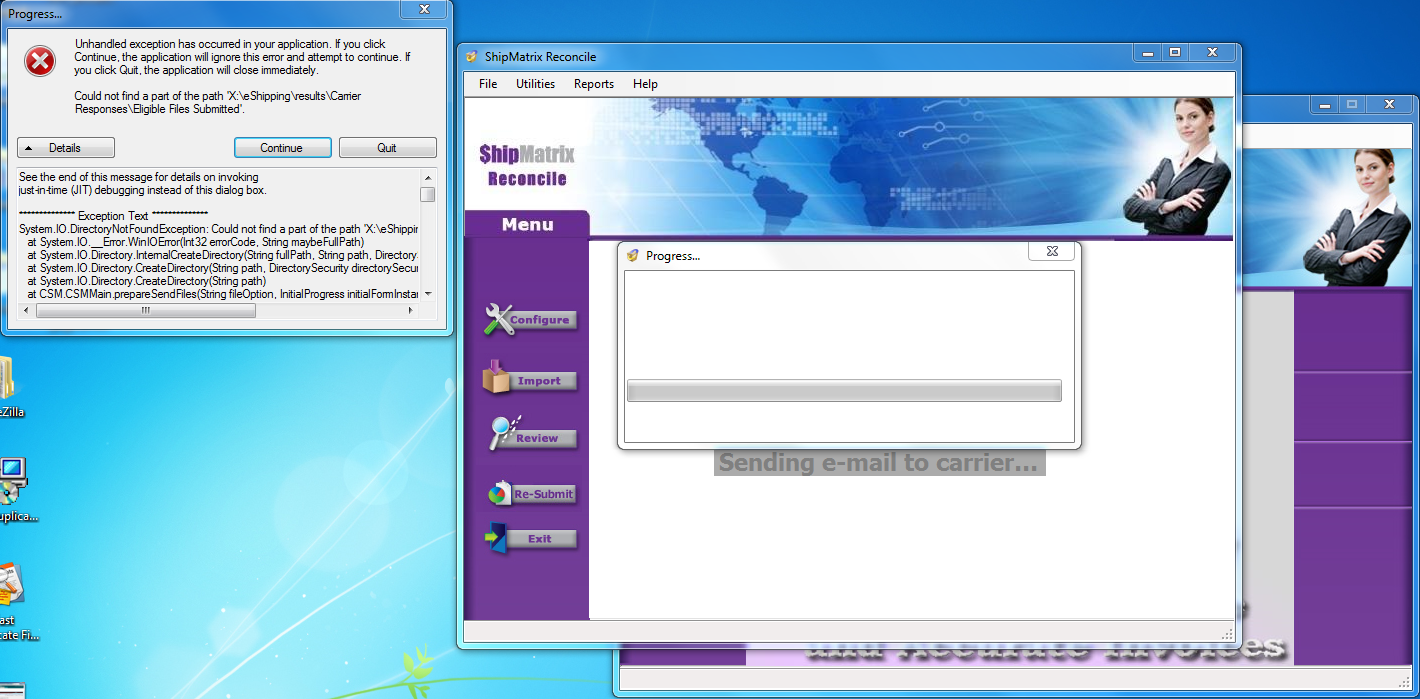 Progress...
Unhandled exception has occurred in your application. If you click
Continue, the application will ignore this error and attempt to continue. If
you click Quit, the application will close immediately.
Could not find a part of the path 'X:\eShipping\results\Carrier
Responses\Eligible Files Submitted'.
Details
Continue
Quit
See the end of this message for details on invoking
just-in-time (JIT) debugging instead of this dialog box.
************** Exception Text **************
System.IO.DirectoryNotFoundException: Could not find a part of the path 'X:\eShippin
at System.IO.__Error.WinIOError(Int32 errorCode, String maybeFullPath)
at System.IO.Directory.InternalCreateDirectory(String fullPath, String path, Directory
at System.IO.Directory.CreateDirectory(String path, DirectorySecurity directorySecu
at System.IO.Directory.CreateDirectory(String path)
at CSM.CSMMain.prepareSendFiles(String fileOption, InitialProgress initialFormInsta
eZilla
uplica...
ast
cate Fi...
ShipMatrix Reconcile
File Utilities Reports Help
ShipMatrix
Reconcile
Menu
Configure
Import
Review
Re-Submit
Exit
Progress...
Sending e-mail to carrier...
and Accurate Invoices